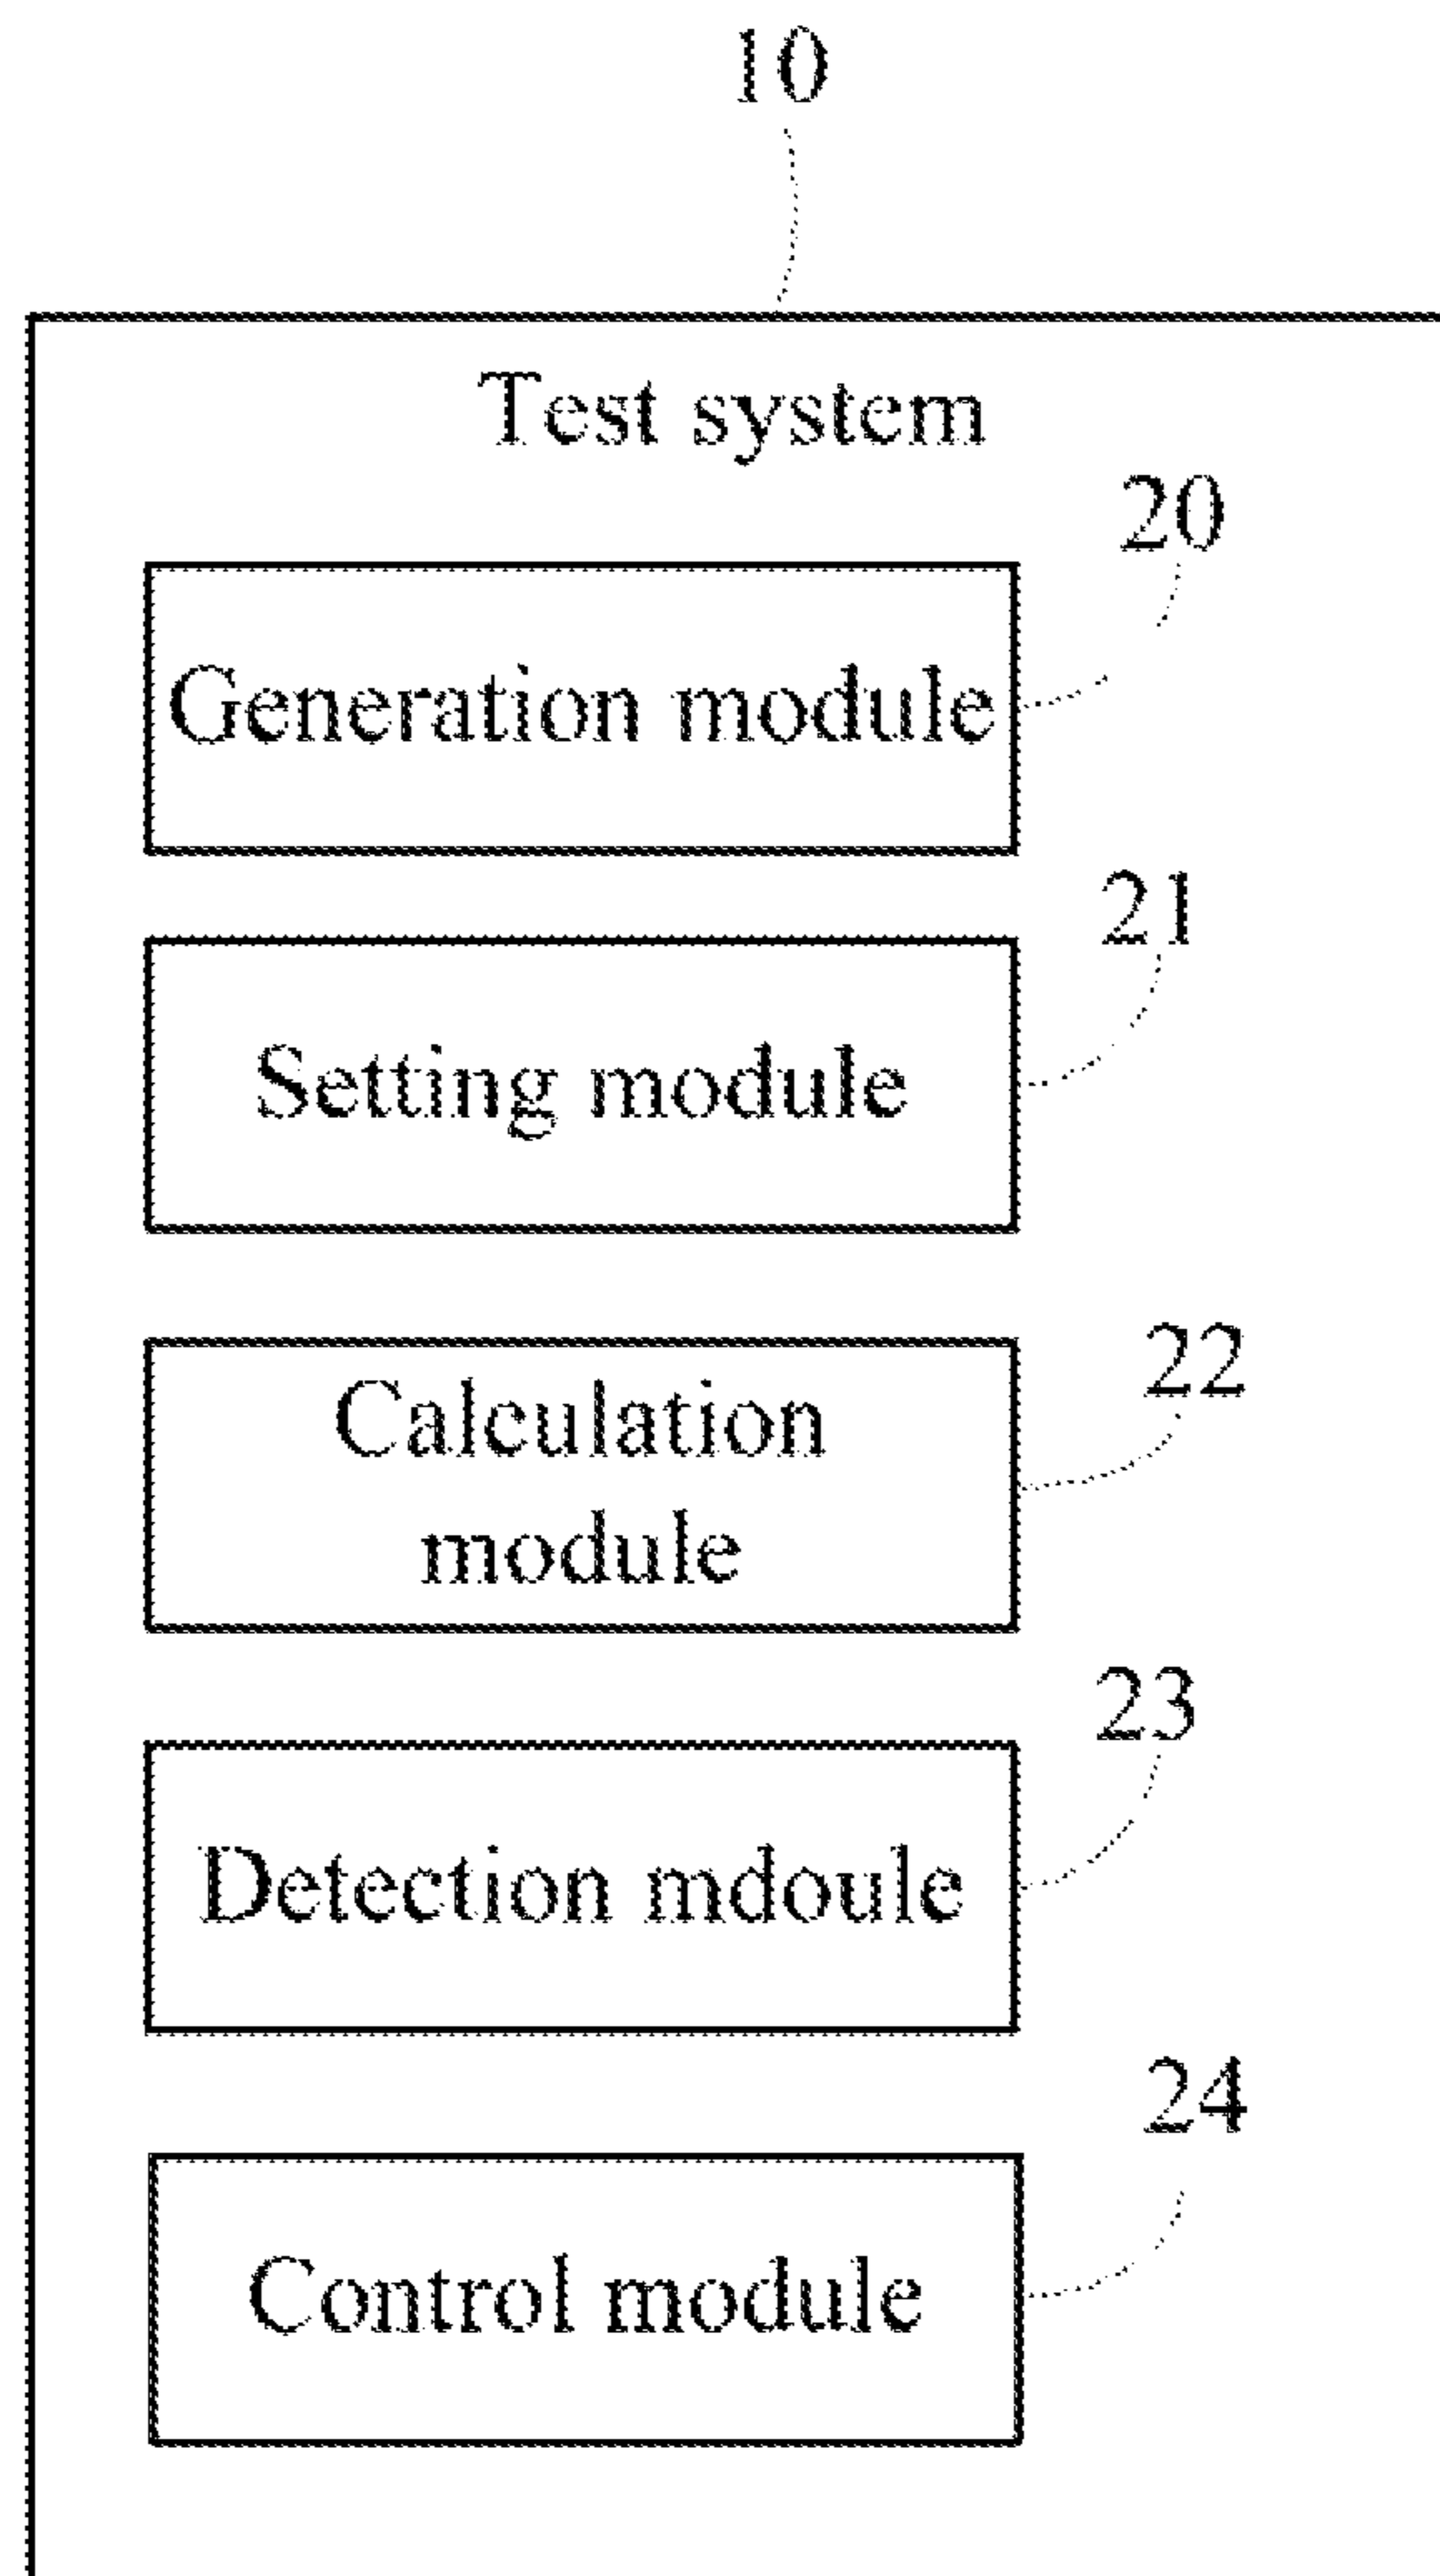 10
Test system
20
Generation module
21
Setting module
22
Calculation
module
23
Detection mdoule
24
Control module